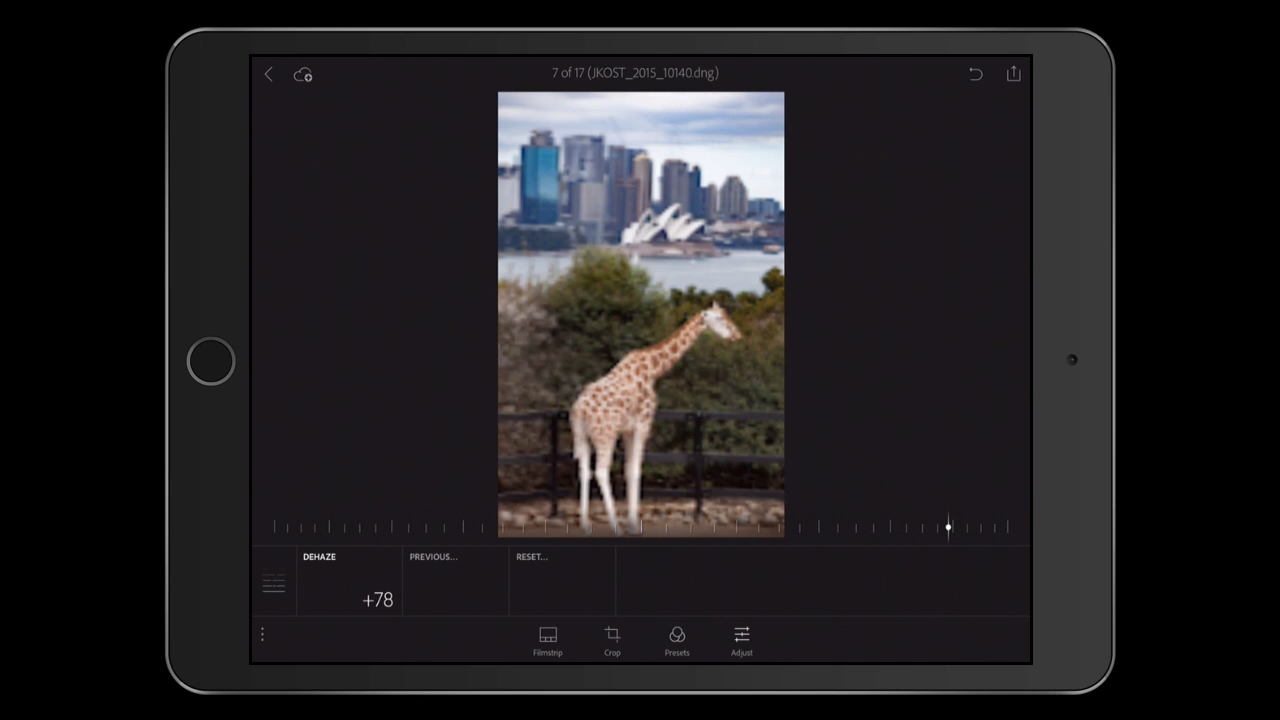 7 of 17 (JKOST_2015_10140.dng)
DEHAZE
PREVIOUS...
RESET...
+78
Filmstrip
Crop
Presets
Adjust